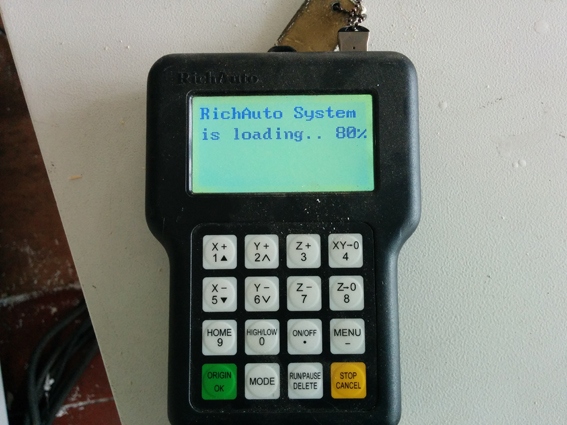 RichAuto
RichAuto System
is loading.. 80%
X+ Y+ Z+ XY-0
1▲ 2∧ 3 4
X- Y- Z- Z-0
5▼ 6∨ 7 8
HOME HIGH/LOW ON/OFF MENU
9 0 • –
ORIGIN MODE RUN/PAUSE STOP
OK DELETE CANCEL